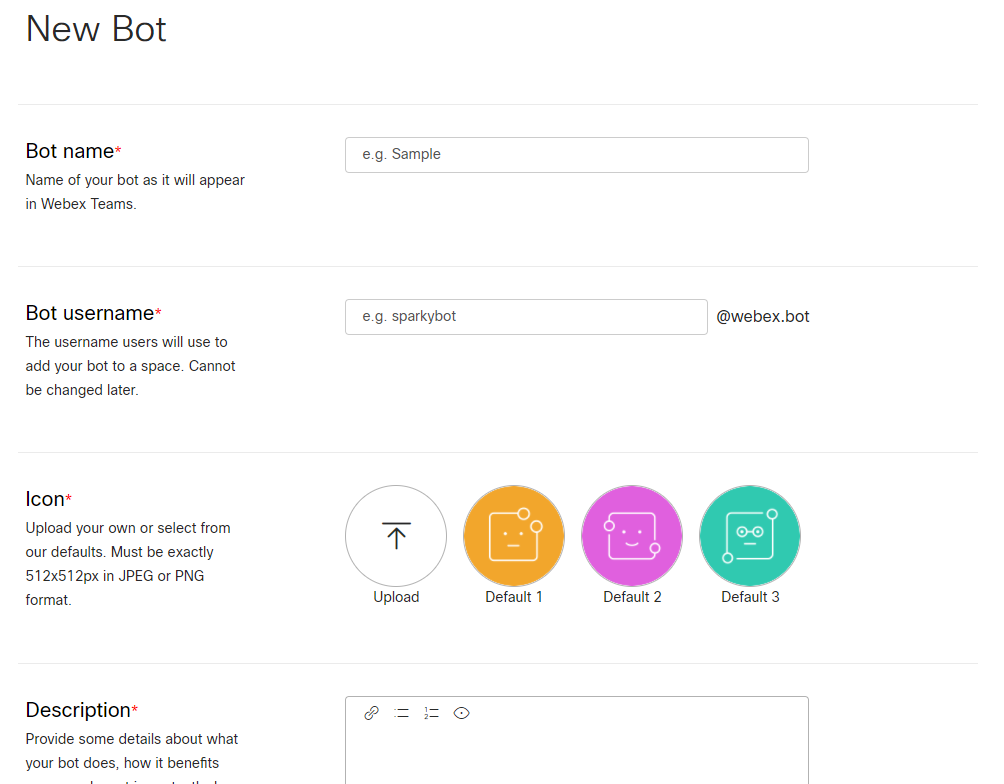 New Bot
Bot name*
Name of your bot as it will appear
in Webex Teams.
e.g. Sample
Bot username*
The username users will use to
add your bot to a space. Cannot
be changed later.
e.g. sparkybot
@webex.bot
Icon*
Upload your own or select from
our defaults. Must be exactly
512x512px in JPEG or PNG
format.
Upload
Default 1
Default 2
Default 3
Description*
Provide some details about what
your bot does, how it benefits